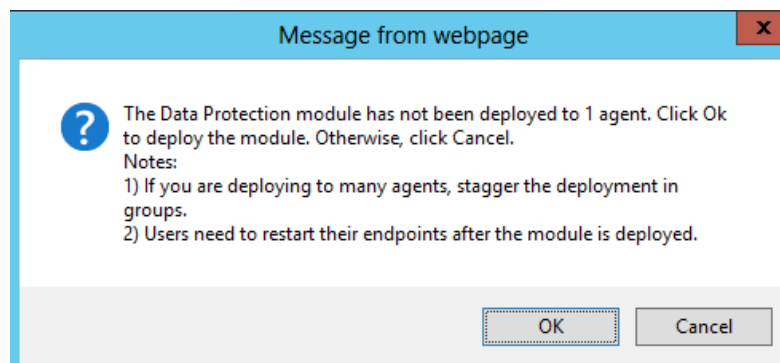 Message from webpage
x
?
The Data Protection module has not been deployed to 1 agent. Click Ok
to deploy the module. Otherwise, click Cancel.
Notes:
1) If you are deploying to many agents, stagger the deployment in
groups.
2) Users need to restart their endpoints after the module is deployed.
OK
Cancel